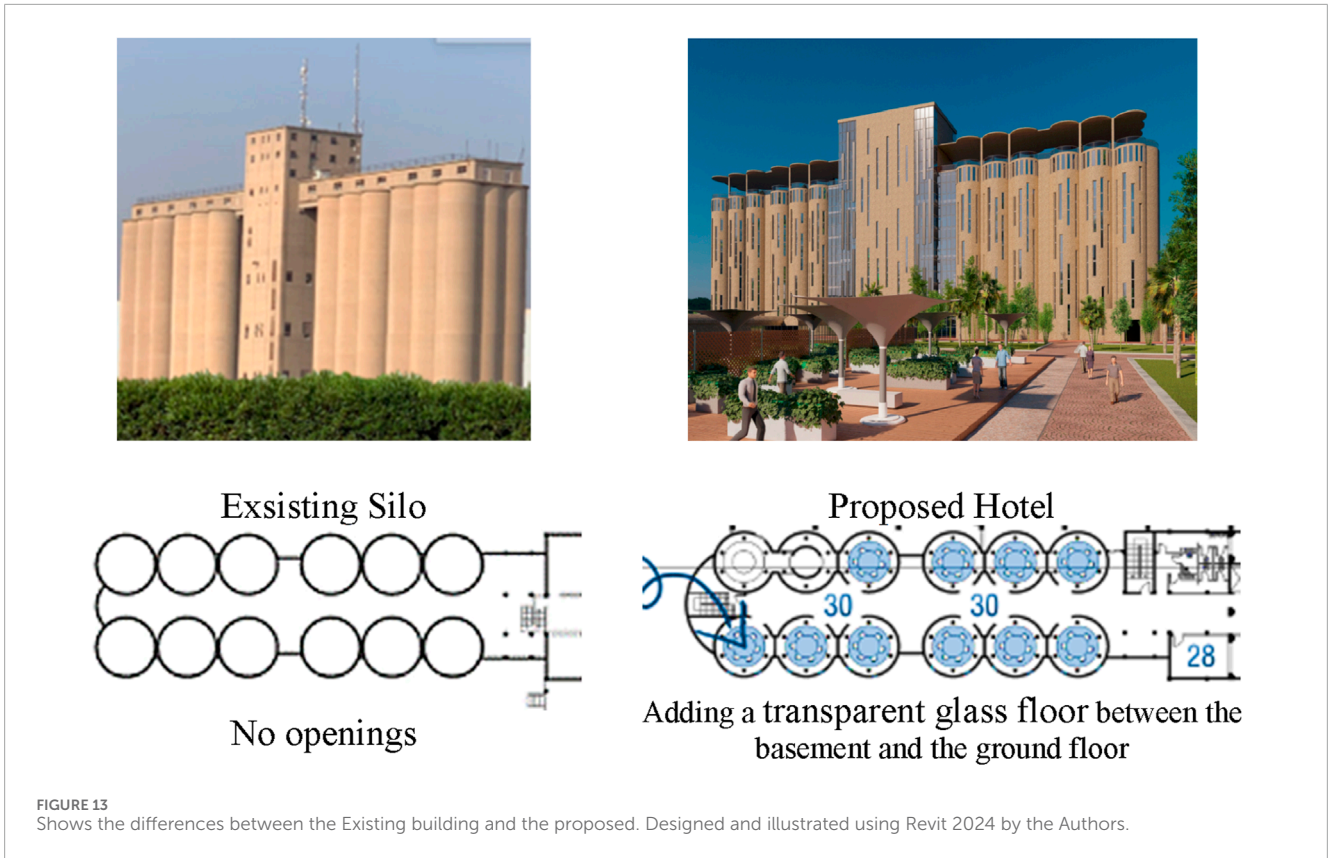 Exsisting Silo
Proposed Hotel
30
30
28
No openings
Adding a transparent glass floor between the
basement and the ground floor
FIGURE 13
Shows the differences between the Existing building and the proposed. Designed and illustrated using Revit 2024 by the Authors.